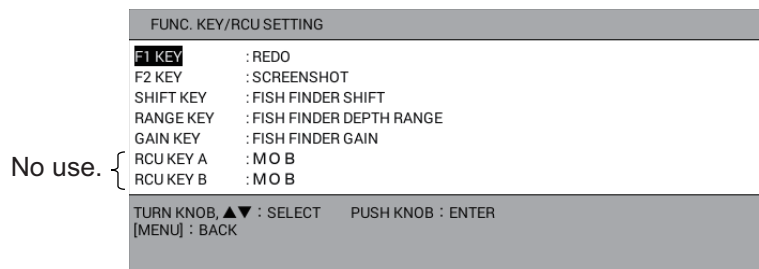 FUNC. KEY/RCU SETTING
F1 KEY : REDO
F2 KEY : SCREENSHOT
SHIFT KEY : FISH FINDER SHIFT
RANGE KEY : FISH FINDER DEPTH RANGE
GAIN KEY : FISH FINDER GAIN
No use.
RCU KEY A : M O B
RCU KEY B : M O B
TURN KNOB, ▲▼ : SELECT PUSH KNOB : ENTER
[MENU] : BACK